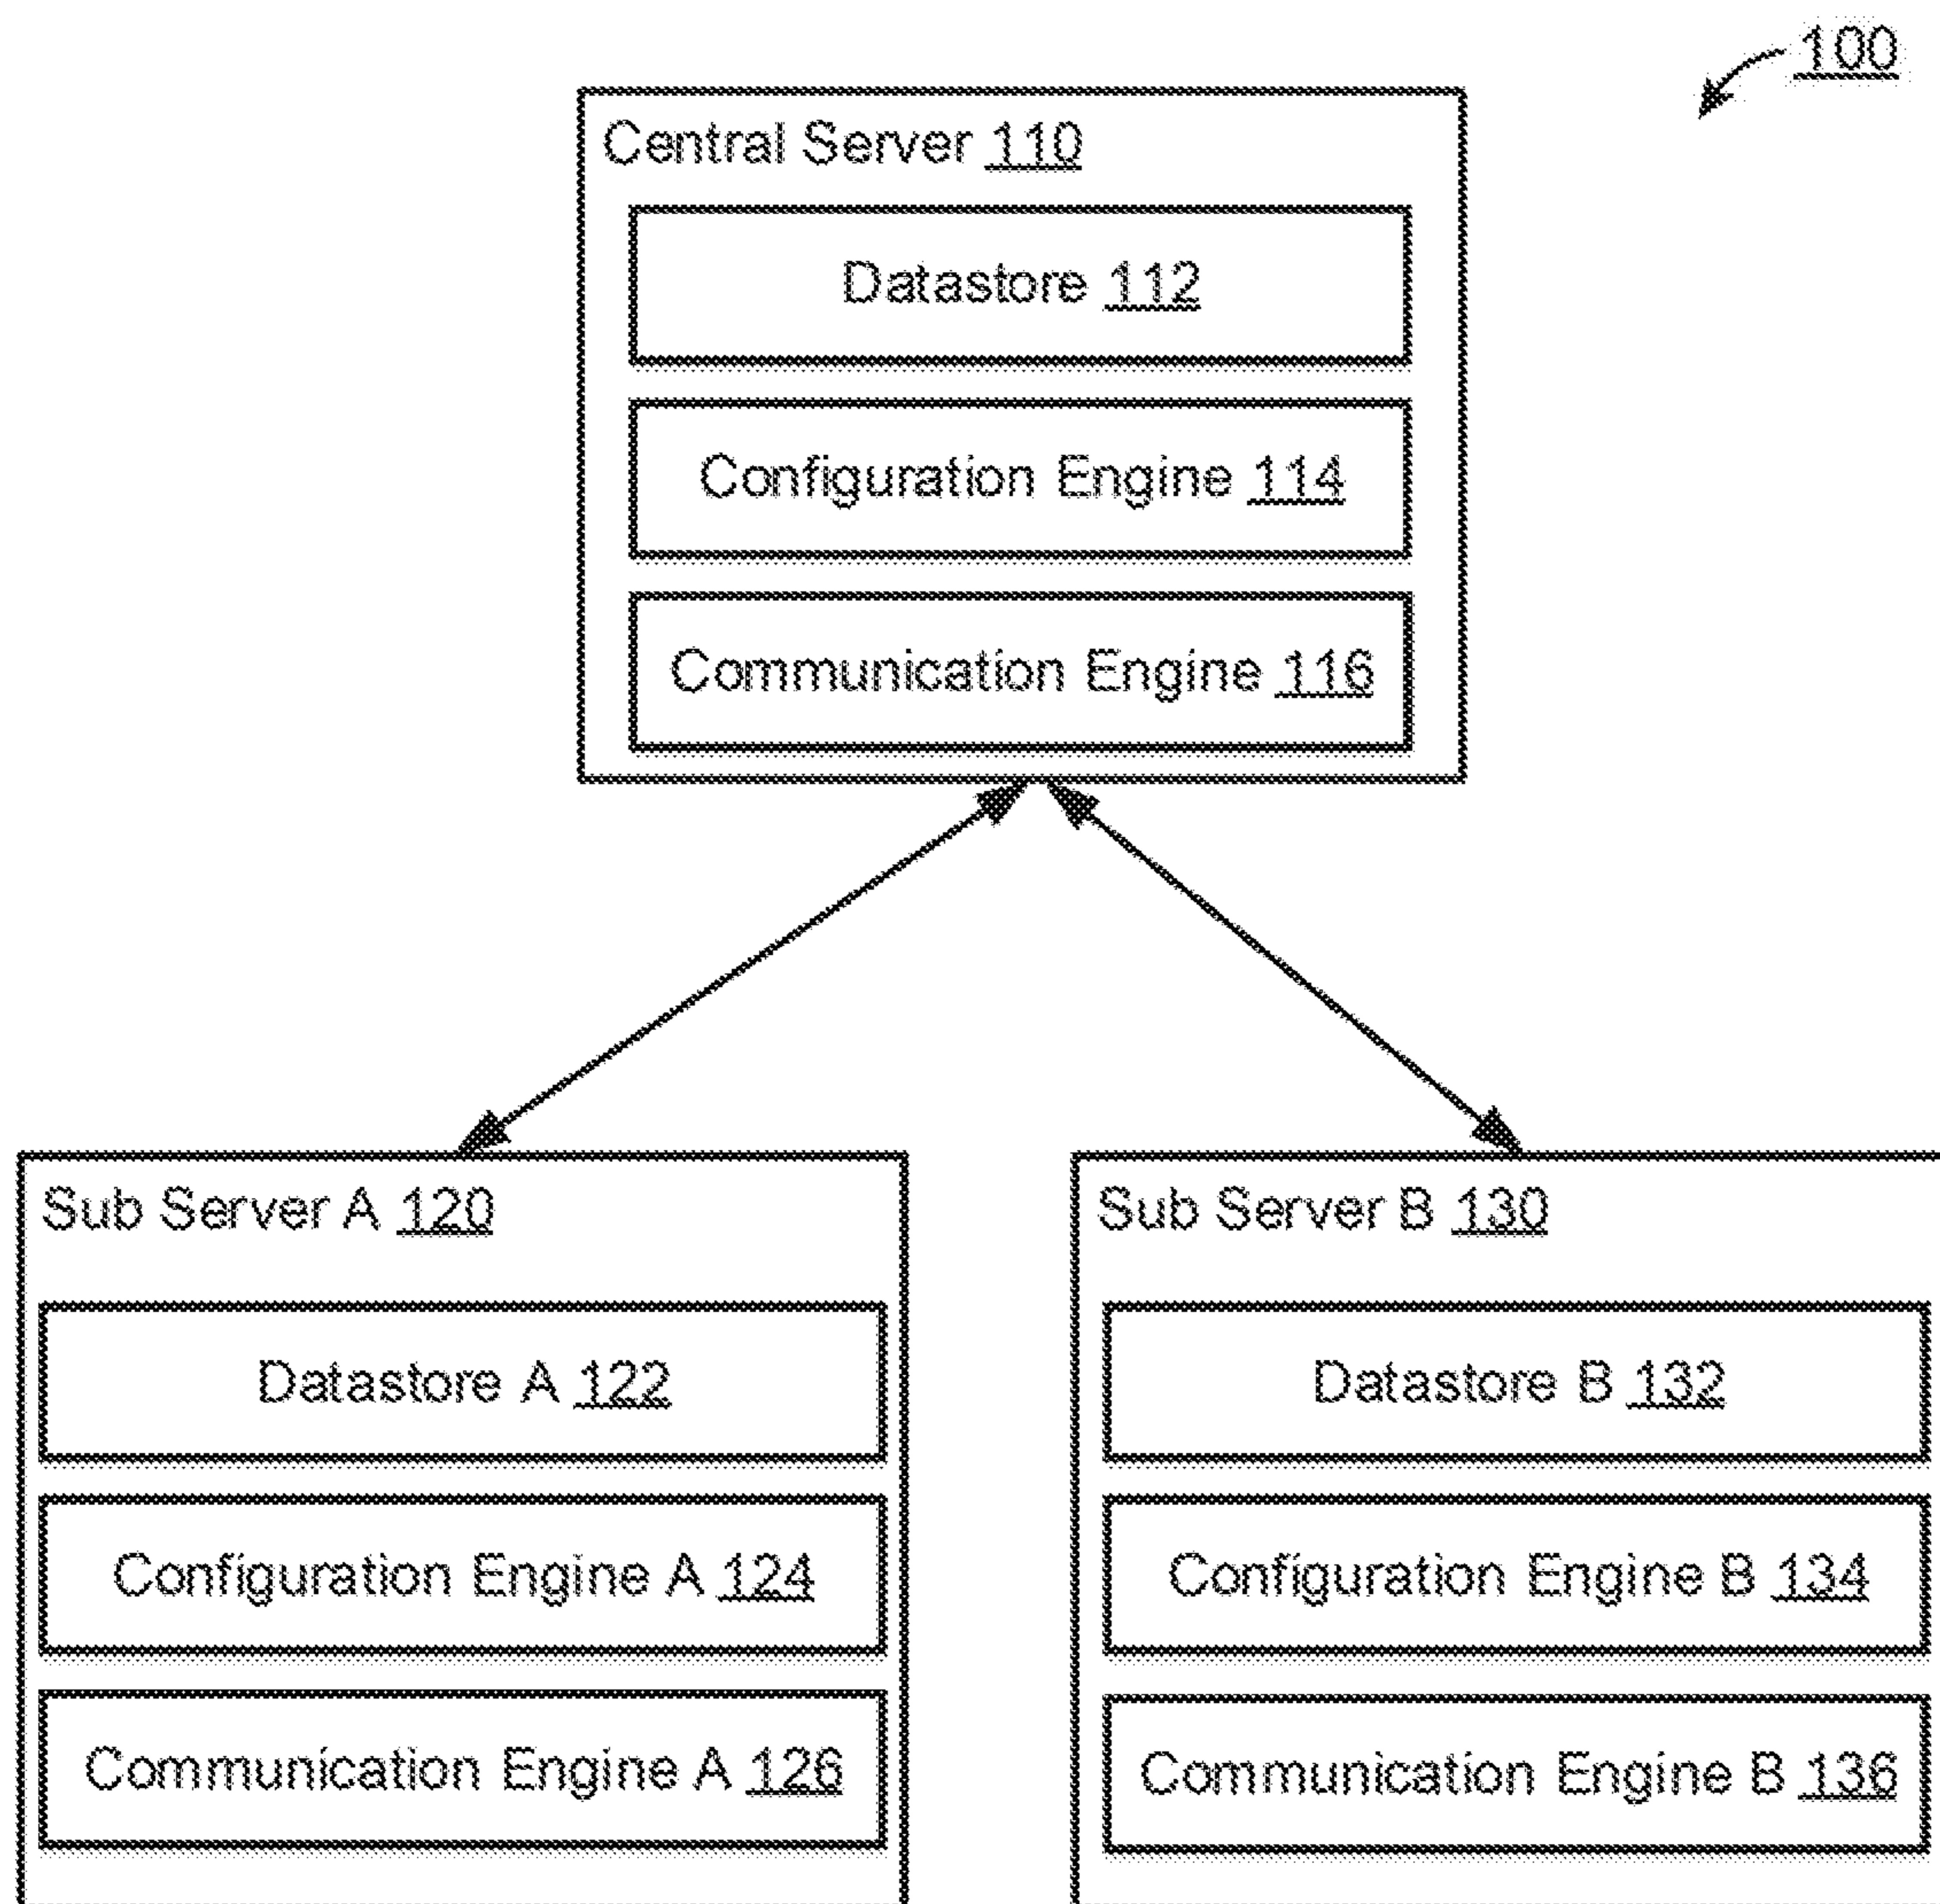 100
Central Server 110
Datastore 112
Configuration Engine 114
Communication Engine 116
Sub Server A 120
Datastore A 122
Configuration Engine A 124
Communication Engine A 126
Sub Server B 130
Datastore B 132
Configuration Engine B 134
Communication Engine B 136